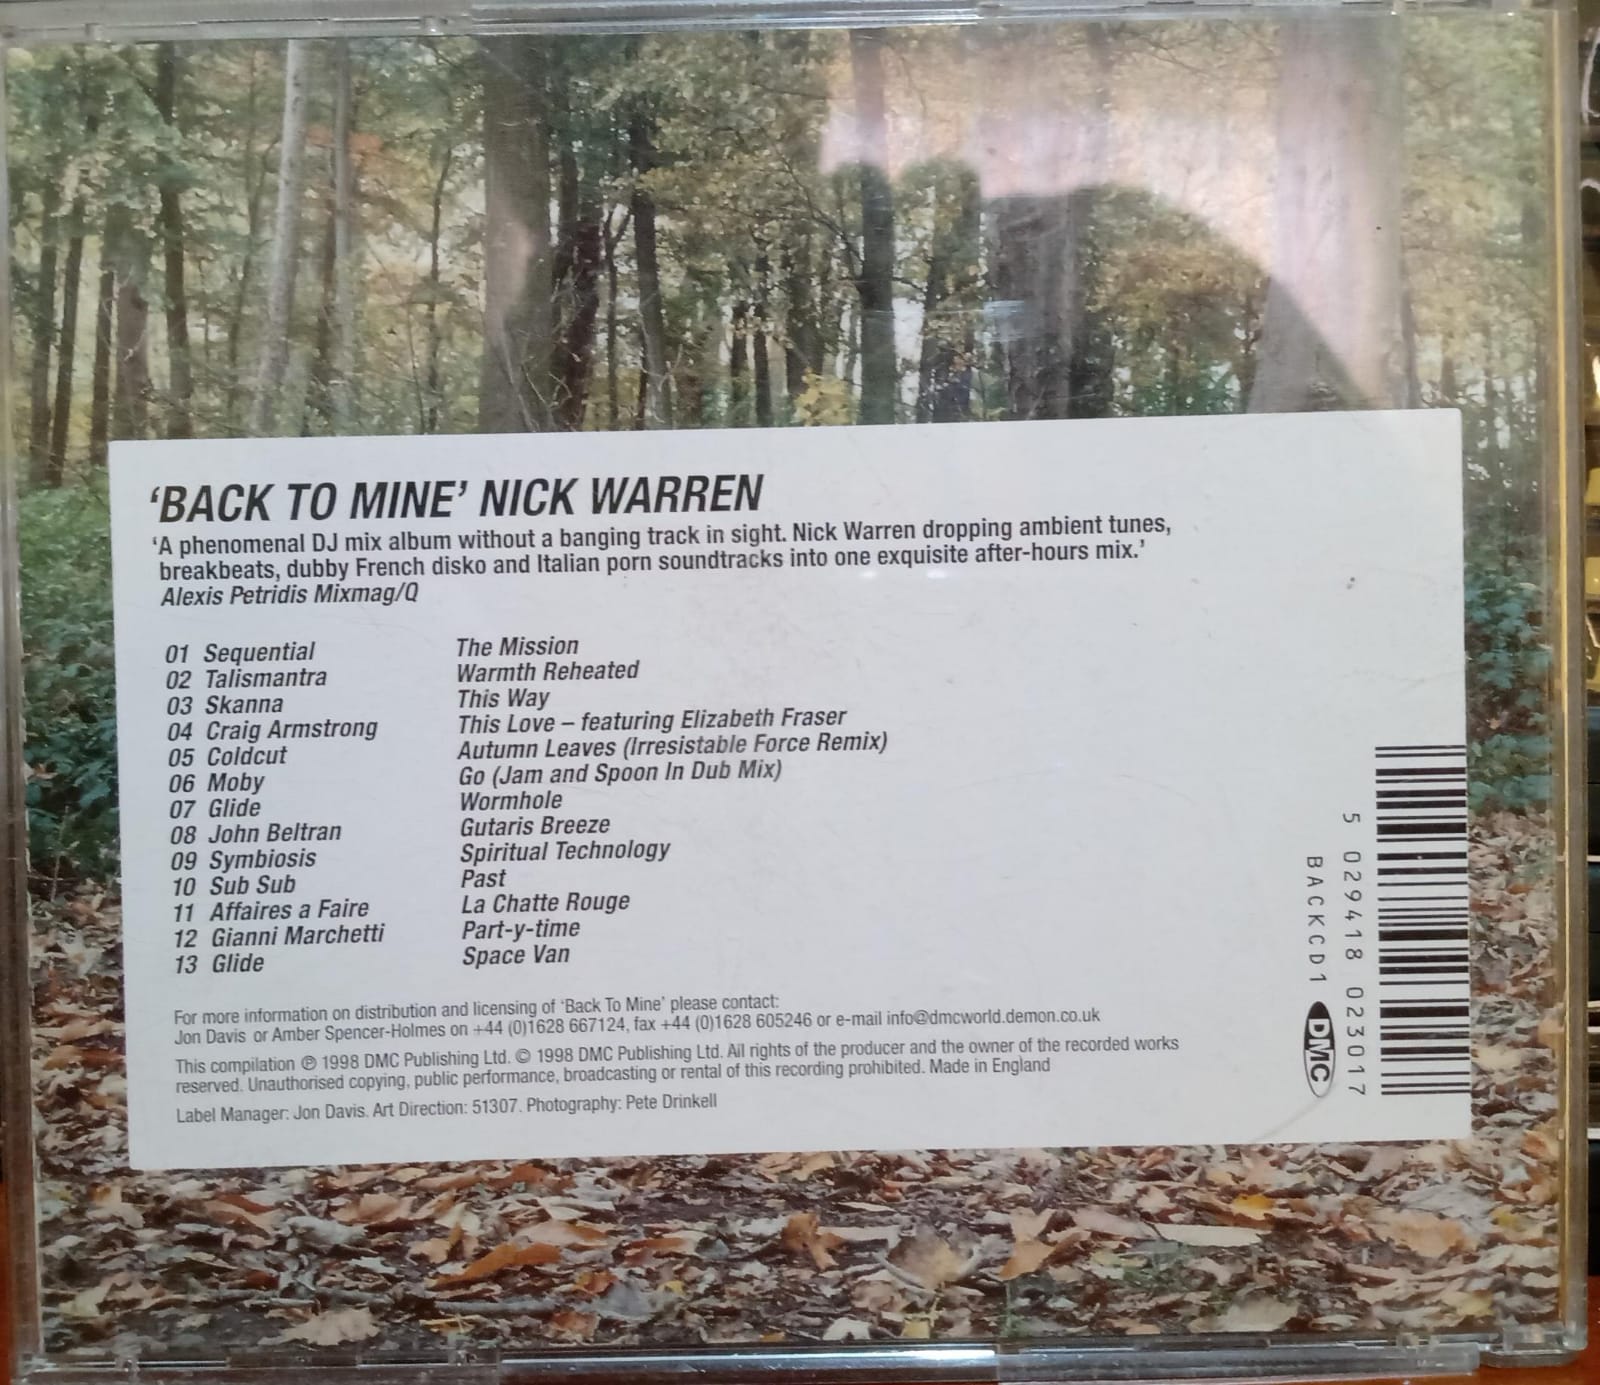 ‘BACK TO MINE’ NICK WARREN
‘A phenomenal DJ mix album without a banging track in sight. Nick Warren dropping ambient tunes,
breakbeats, dubby French disko and Italian porn soundtracks into one exquisite after-hours mix.’
Alexis Petridis Mixmag/Q
01 Sequential The Mission
02 Talismantra Warmth Reheated
03 Skanna This Way
04 Craig Armstrong This Love – featuring Elizabeth Fraser
05 Coldcut Autumn Leaves (Irresistable Force Remix)
06 Moby Go (Jam and Spoon In Dub Mix)
07 Glide Wormhole
08 John Beltran Gutaris Breeze
09 Symbiosis Spiritual Technology
10 Sub Sub Past
11 Affaires a Faire La Chatte Rouge
12 Gianni Marchetti Part-y-time
13 Glide Space Van
For more information on distribution and licensing of ‘Back To Mine’ please contact:
Jon Davis or Amber Spencer-Holmes on +44 (0)1628 667124, fax +44 (0)1628 605246 or e-mail info@dmcworld.demon.co.uk
This compilation ℗ 1998 DMC Publishing Ltd. © 1998 DMC Publishing Ltd. All rights of the producer and the owner of the recorded works
reserved. Unauthorised copying, public performance, broadcasting or rental of this recording prohibited. Made in England
Label Manager: Jon Davis. Art Direction: 51307. Photography: Pete Drinkell
5 029418 023017
BACKCD1
DMC